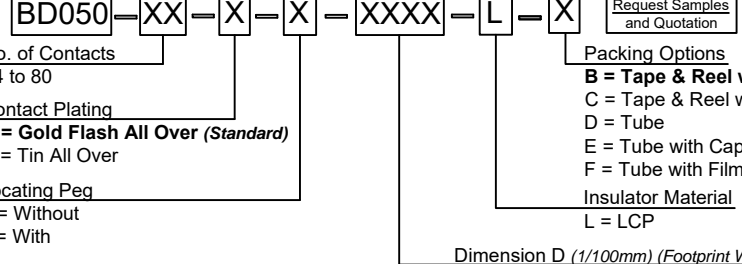 BD050 – XX – X – X – XXXX – L – X
Request Samples
and Quotation
o. of Contacts
to 80
ontact Plating
= Gold Flash All Over (Standard)
= Tin All Over
ocating Peg
= Without
= With
Packing Options
B = Tape & Reel
C = Tape & Reel
D = Tube
E = Tube with Cap
F = Tube with Film
Insulator Material
L = LCP
Dimension D (1/100mm) (Footprint